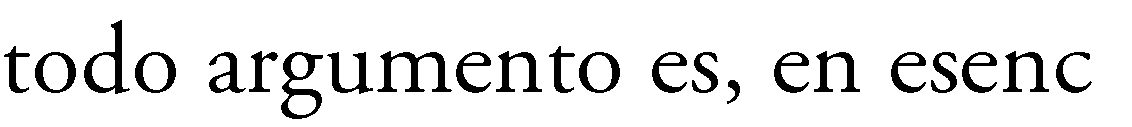 todo argumento es, en esenc